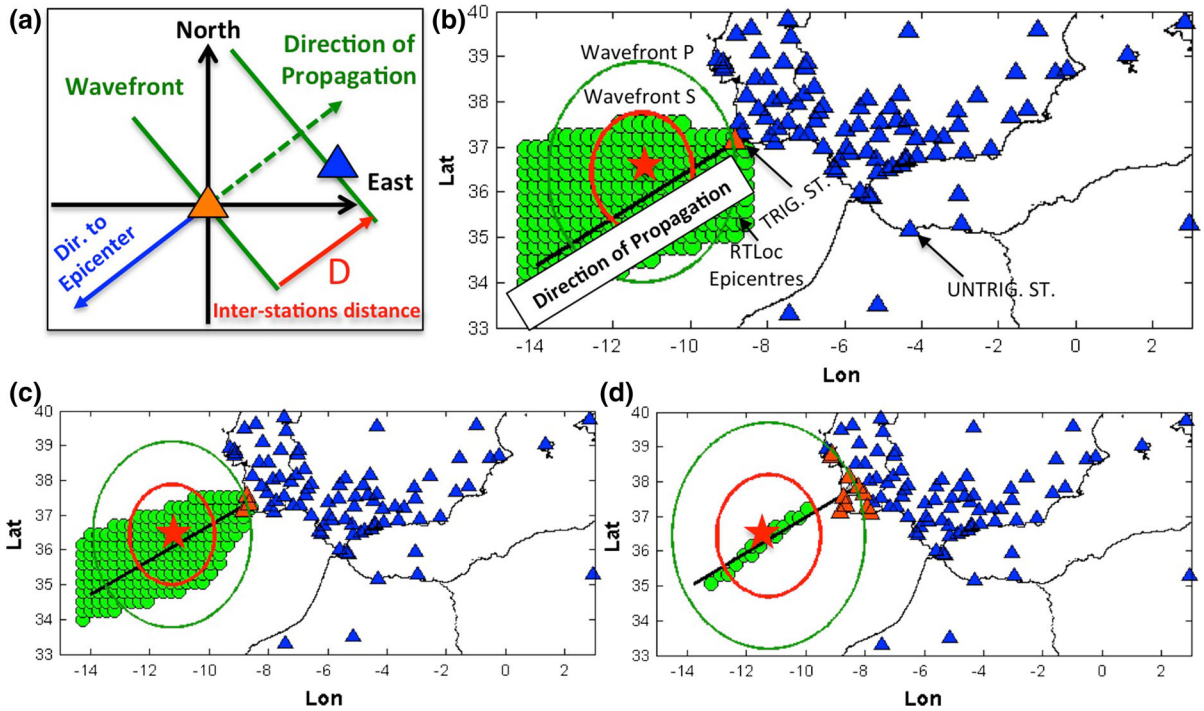 (a)
North
Direction of
Propagation
Wavefront
East
Dir. to
Epicenter
D
Inter-stations distance
(b)
40
39
38
37
36
35
34
33
Lat
Wavefront P
Wavefront S
Direction of Propagation
TRIG. ST.
RTLoc
Epicentres
UNTRIG. ST.
-14
-12
-10
-8
-6
-4
-2
0
2
Lon
(c)
40
39
38
37
36
35
34
33
Lat
-14
-12
-10
-8
-6
-4
-2
0
2
Lon
(d)
40
39
38
37
36
35
34
33
Lat
-14
-12
-10
-8
-6
-4
-2
0
2
Lon